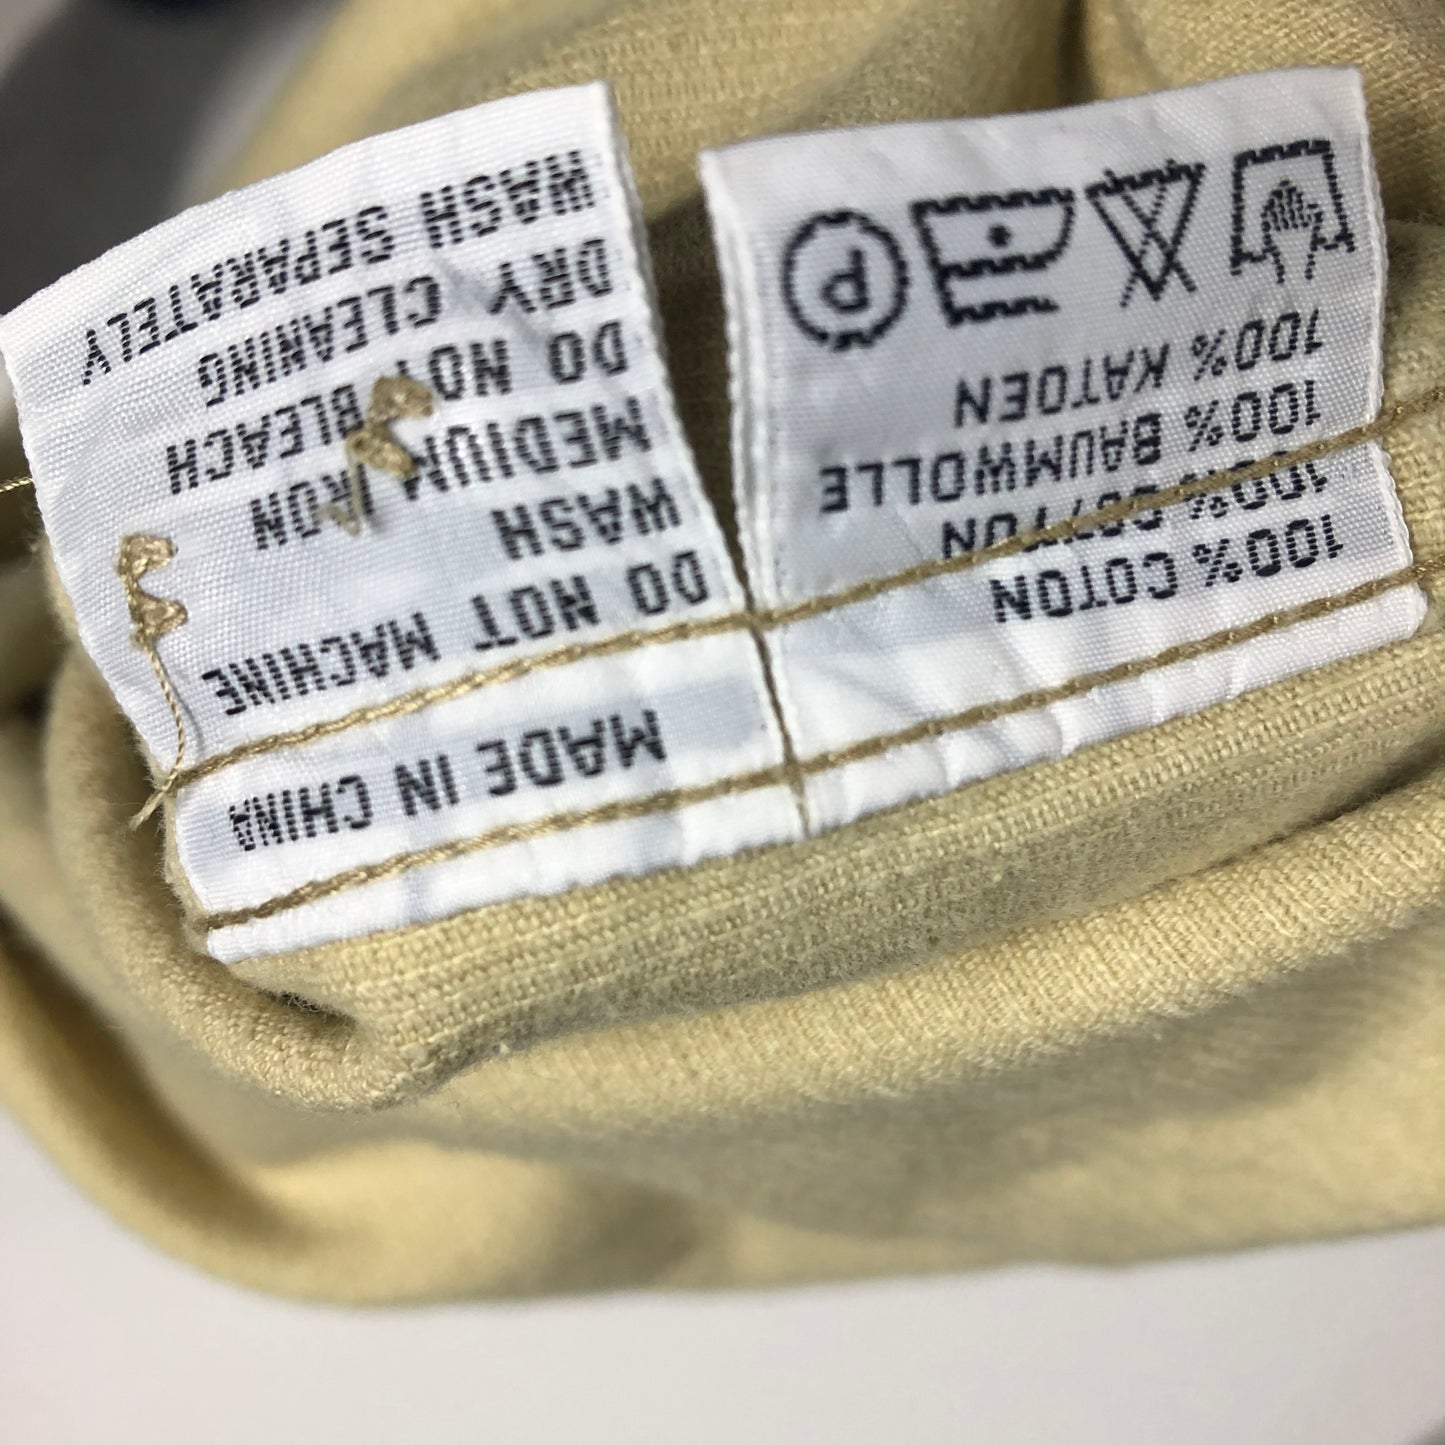 100% COTON
100% COTTON
100% BAUMWOLLE
100% KATOEN
P
MADE IN CHINA
DO NOT MACHINE
WASH
MEDIUM IRON
DO NOT BLEACH
DRY CLEANING
WASH SEPARATELY